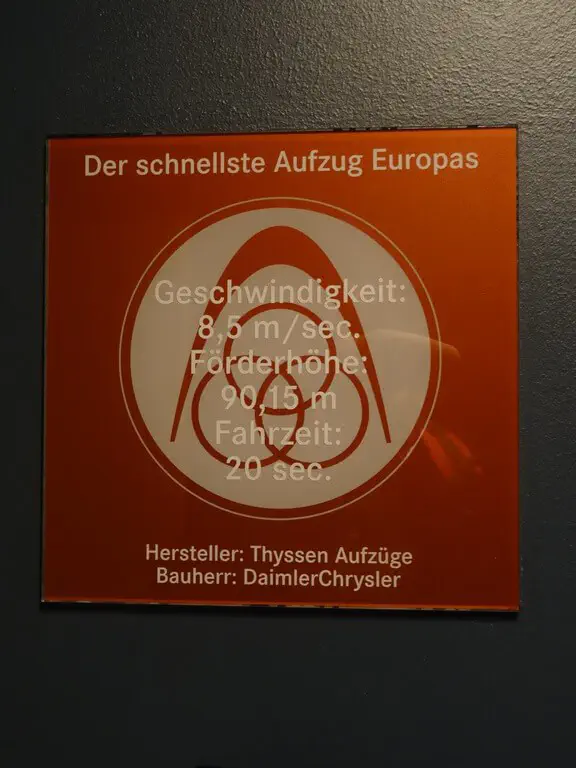 Der schnellste Aufzug Europas
Geschwindigkeit:
8,5 m/sec.
Förderhöhe:
90,15 m
Fahrzeit:
20 sec.
Hersteller: Thyssen Aufzüge
Bauherr: DaimlerChrysler